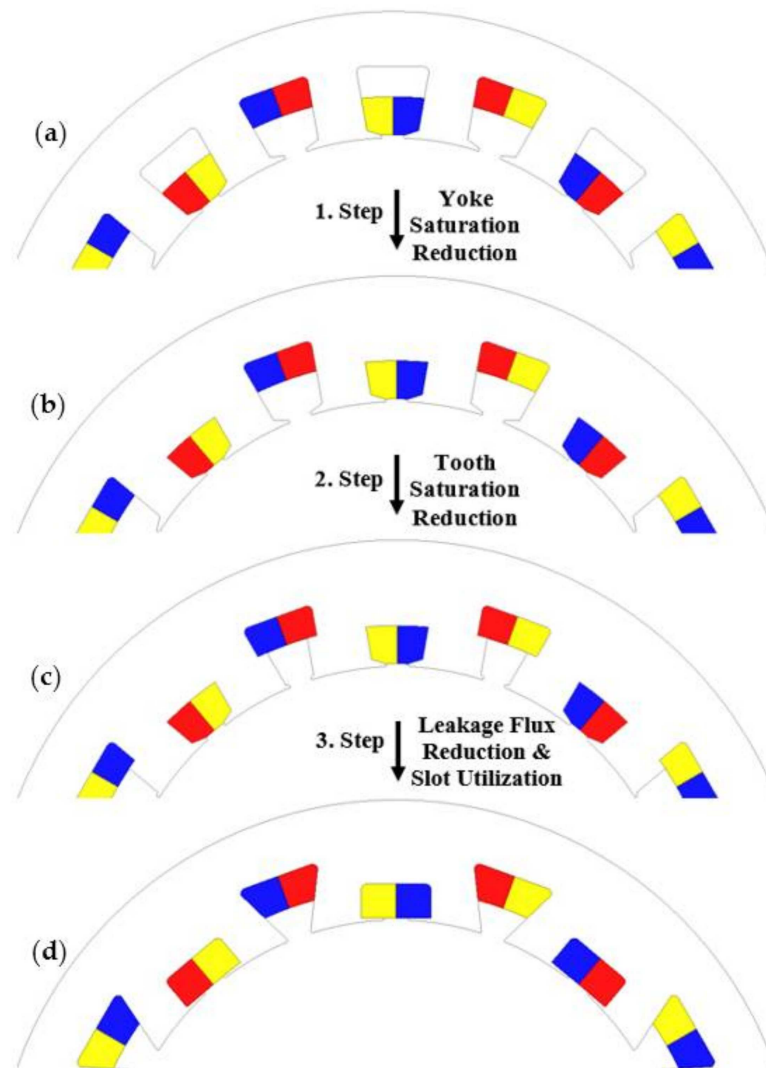 (a)
1. Step
Yoke
Saturation
Reduction
(b)
2. Step
Tooth
Saturation
Reduction
(c)
3. Step
Leakage Flux
Reduction &
Slot Utilization
(d)